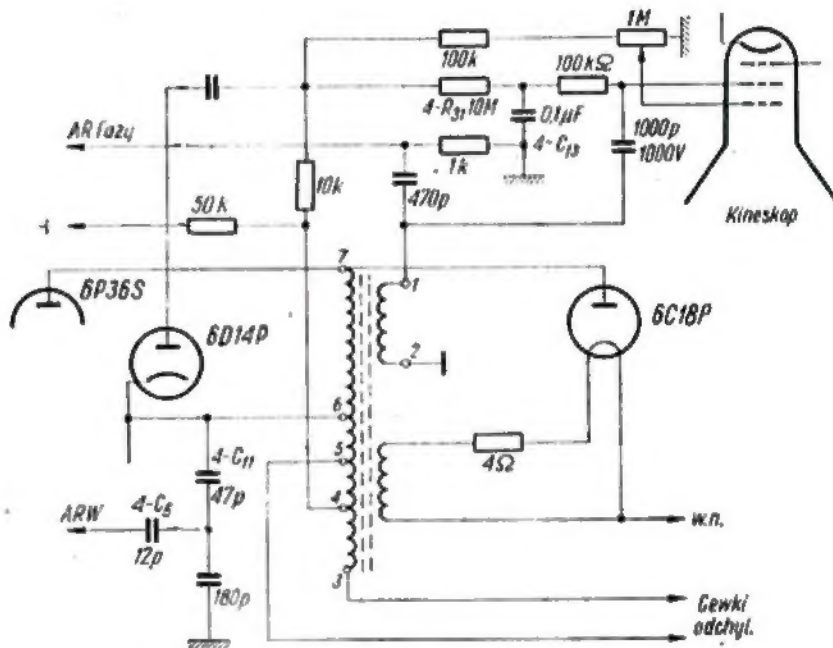 1M
100k
100kΩ
4-R31 10M
0,1μF
4-C13
AR fazy
1k
1000p
1000V
10k
470p
50k
Kineskop
A
7
1
6P36S
6D14P
6C18P
2
6
5
4
3
4Ω
4-C11
47p
4-C5
ARW
12p
w.n.
180p
Cewki
odchyl.